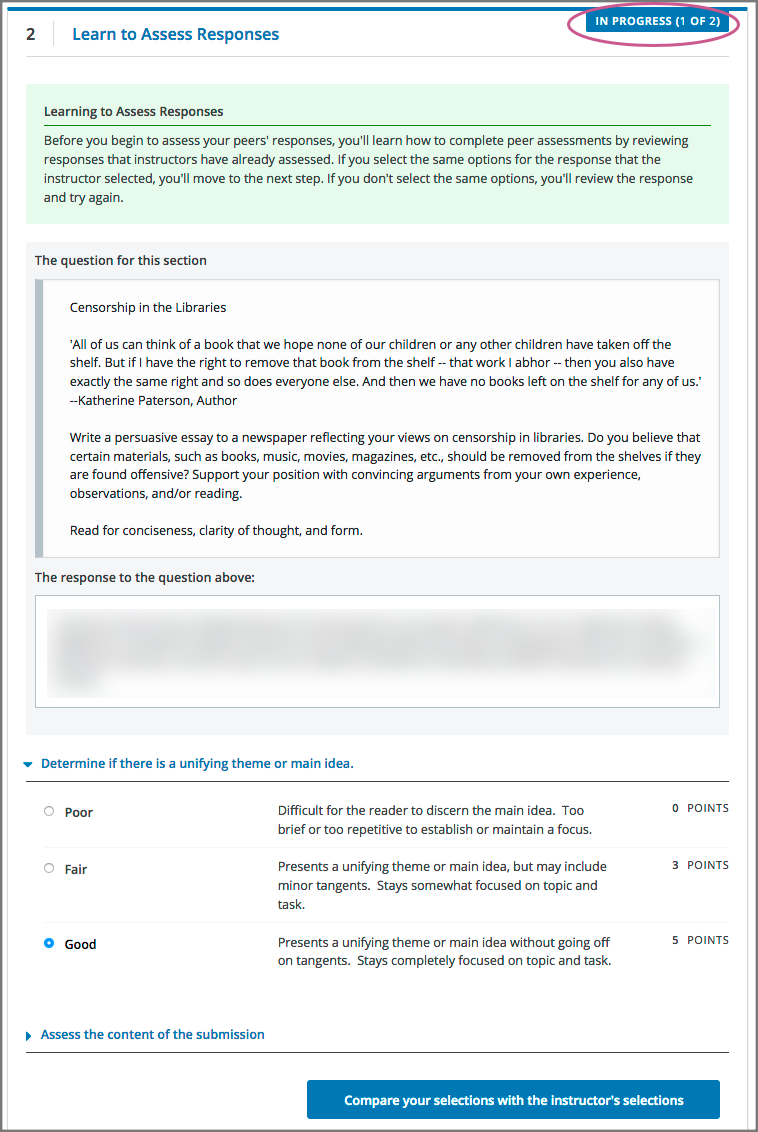 IN PROGRESS (1 OF 2)
2 Learn to Assess Responses
Learning to Assess Responses
Before you begin to assess your peers' responses, you'll learn how to complete peer assessments by reviewing
responses that instructors have already assessed. If you select the same options for the response that the
instructor selected, you'll move to the next step. If you don't select the same options, you'll review the response
and try again.
The question for this section
Censorship in the Libraries
'All of us can think of a book that we hope none of our children or any other children have taken off the
shelf. But if I have the right to remove that book from the shelf -- that work I abhor -- then you also have
exactly the same right and so does everyone else. And then we have no books left on the shelf for any of us.'
--Katherine Paterson, Author
Write a persuasive essay to a newspaper reflecting your views on censorship in libraries. Do you believe that
certain materials, such as books, music, movies, magazines, etc., should be removed from the shelves if they
are found offensive? Support your position with convincing arguments from your own experience,
observations, and/or reading.
Read for conciseness, clarity of thought, and form.
The response to the question above:
Determine if there is a unifying theme or main idea.
Poor
Difficult for the reader to discern the main idea.  Too
brief or too repetitive to establish or maintain a focus.
0 POINTS
Fair
Presents a unifying theme or main idea, but may include
minor tangents.  Stays somewhat focused on topic and
task.
3 POINTS
Good
Presents a unifying theme or main idea without going off
on tangents.  Stays completely focused on topic and task.
5 POINTS
Assess the content of the submission
Compare your selections with the instructor's selections